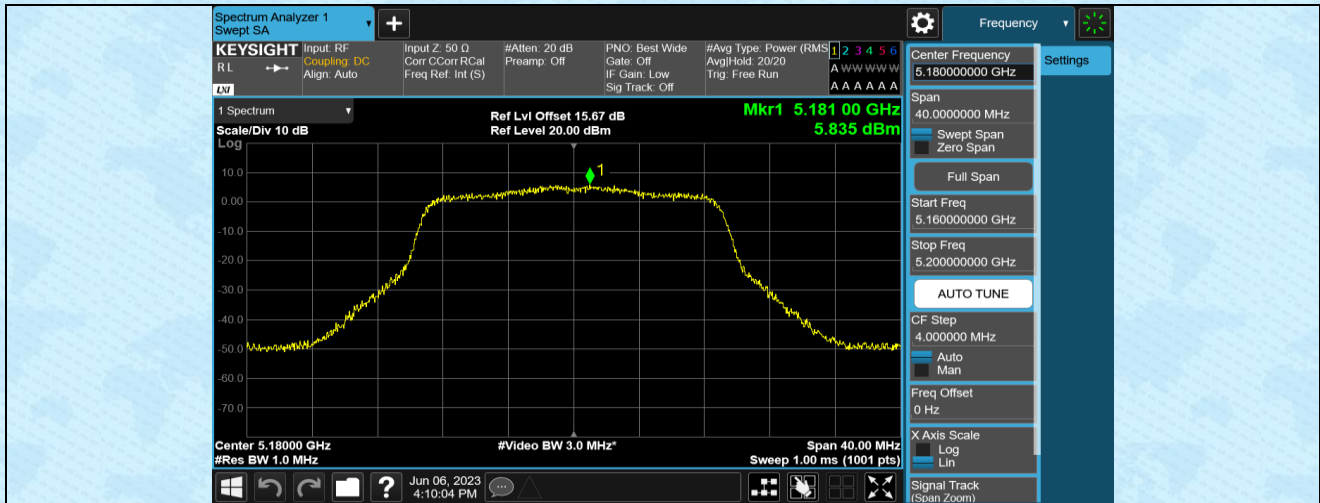 Spectrum Analyzer 1
Swept SA
Frequency
KEYSIGHT
RL
LXI
Input: RF
Coupling: DC
Align: Auto
Input Z: 50 Ω
Corr CCorr RCal
Freq Ref: Int (S)
#Atten: 20 dB
Preamp: Off
PNO: Best Wide
Gate: Off
IF Gain: Low
Sig Track: Off
#Avg Type: Power (RMS
Avg|Hold: 20/20
Trig: Free Run
1 2 3 4 5 6
A W W W W W
A A A A A A
1 Spectrum
Scale/Div 10 dB
Log
Ref Lvl Offset 15.67 dB
Ref Level 20.00 dBm
Mkr1 5.181 00 GHz
5.835 dBm
1
10.0
0.00
-10.0
-20.0
-30.0
-40.0
-50.0
-60.0
-70.0
Center 5.18000 GHz
#Res BW 1.0 MHz
#Video BW 3.0 MHz*
Span 40.00 MHz
Sweep 1.00 ms (1001 pts)
Center Frequency
5.180000000 GHz
Span
40.0000000 MHz
Swept Span
Zero Span
Full Span
Start Freq
5.160000000 GHz
Stop Freq
5.200000000 GHz
AUTO TUNE
CF Step
4.000000 MHz
Auto
Man
Freq Offset
0 Hz
X Axis Scale
Log
Lin
Signal Track
(Span Zoom)
Settings
?
Jun 06, 2023
4:10:04 PM